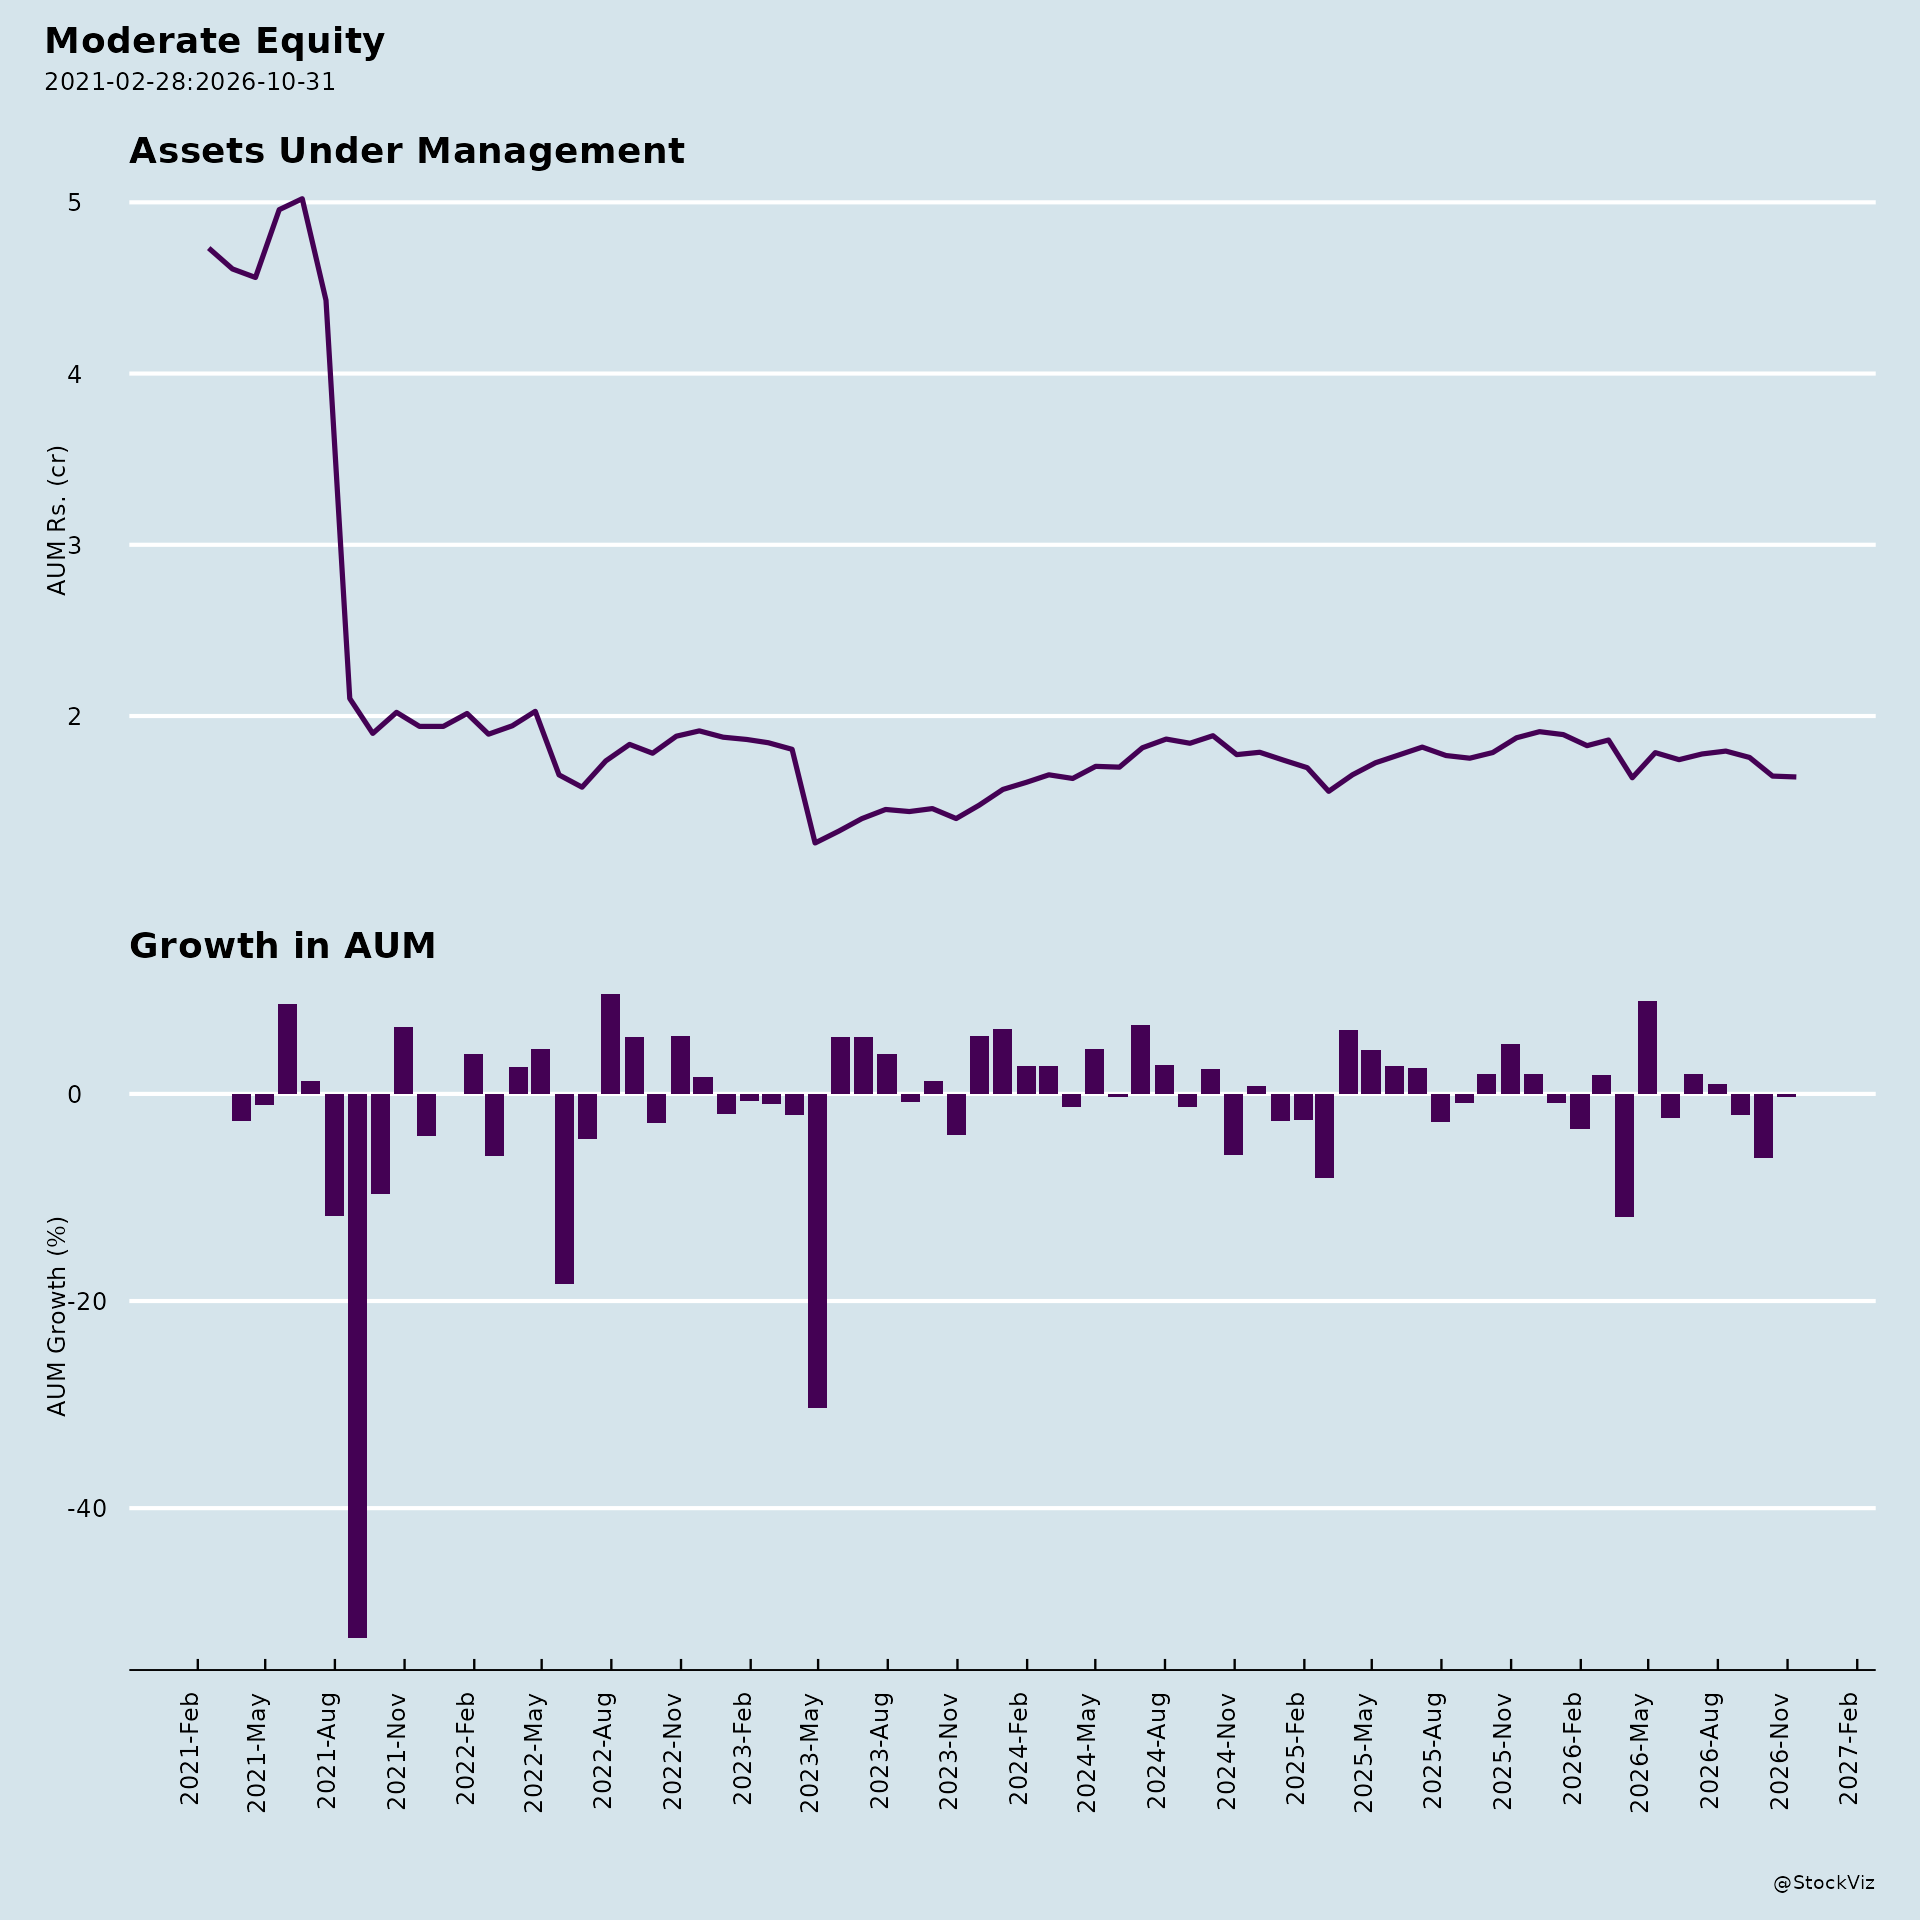 Moderate Equity
2021-02-28:2026-10-31
Assets Under Management
AUM Rs. (cr)
5
4
3
2
Growth in AUM
AUM Growth (%)
0
-20
-40
2021-Feb
2021-May
2021-Aug
2021-Nov
2022-Feb
2022-May
2022-Aug
2022-Nov
2023-Feb
2023-May
2023-Aug
2023-Nov
2024-Feb
2024-May
2024-Aug
2024-Nov
2025-Feb
2025-May
2025-Aug
2025-Nov
2026-Feb
2026-May
2026-Aug
2026-Nov
2027-Feb
@StockViz